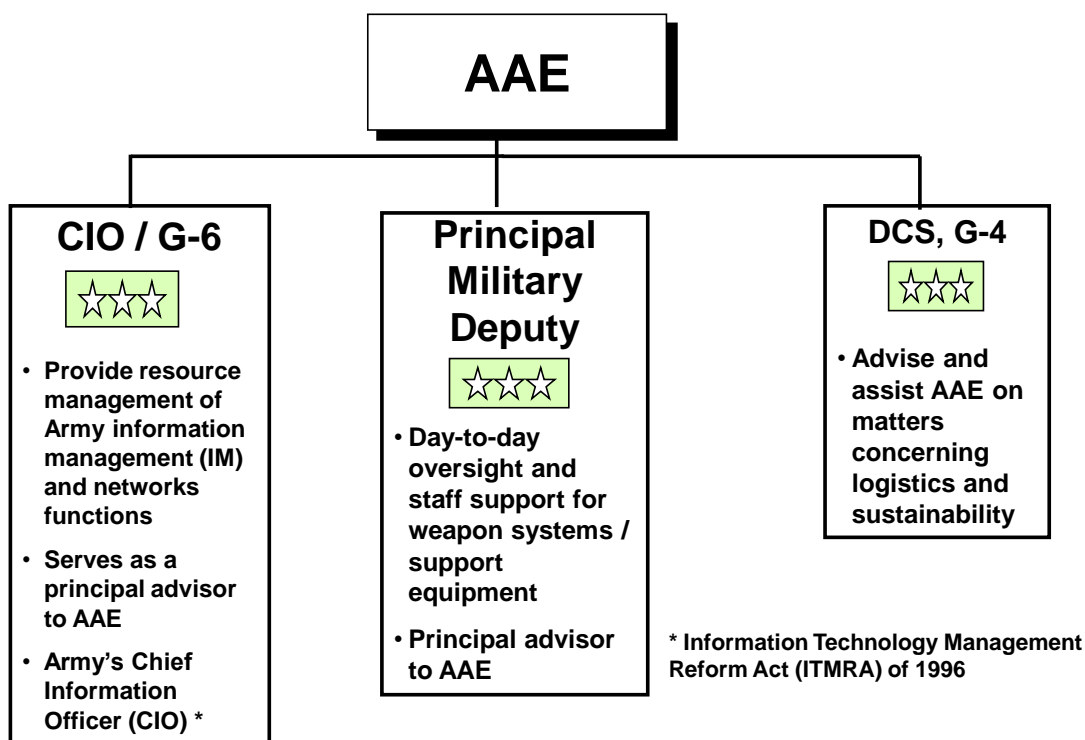 AAE
CIO / G-6
• Provide resource
management of
Army information
management (IM)
and networks
functions
• Serves as a
principal advisor
to AAE
• Army’s Chief
Information
Officer (CIO) *
Principal
Military
Deputy
• Day-to-day
oversight and
staff support for
weapon systems /
support
equipment
• Principal advisor
to AAE
DCS, G-4
• Advise and
assist AAE on
matters
concerning
logistics and
sustainability
* Information Technology Management
Reform Act (ITMRA) of 1996